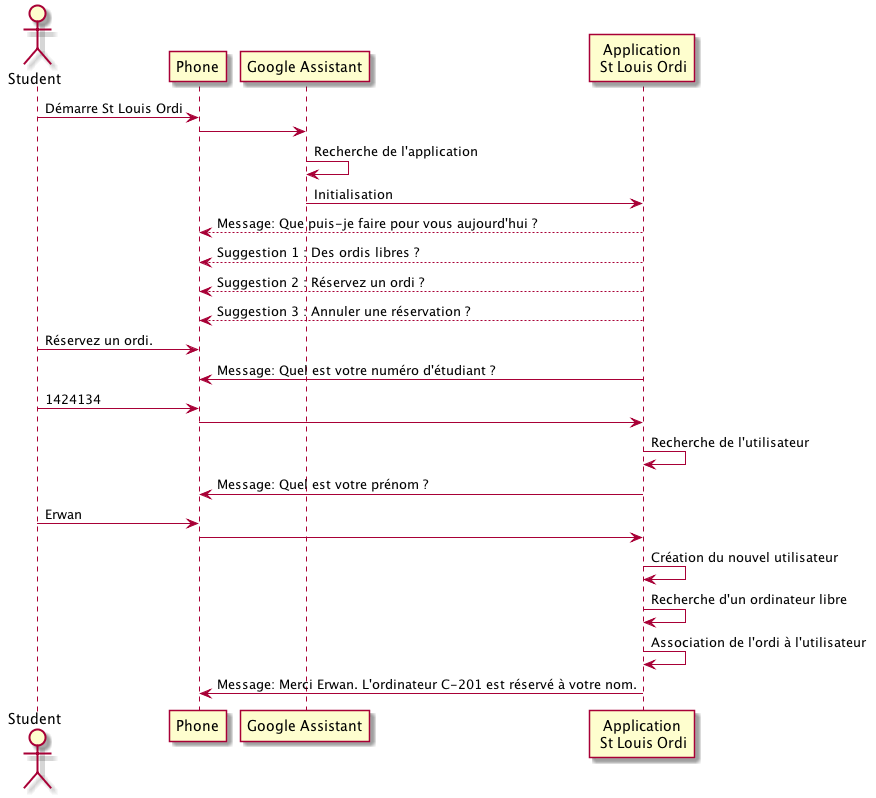 Student
Phone
Google Assistant
Application
St Louis Ordi
Démarre St Louis Ordi
Recherche de l'application
Initialisation
Message: Que puis-je faire pour vous aujourd'hui ?
Suggestion 1 : Des ordis libres ?
Suggestion 2 : Réservez un ordi ?
Suggestion 3 : Annuler une réservation ?
Réservez un ordi.
Message: Quel est votre numéro d'étudiant ?
1424134
Recherche de l'utilisateur
Message: Quel est votre prénom ?
Erwan
Création du nouvel utilisateur
Recherche d'un ordinateur libre
Association de l'ordi à l'utilisateur
Message: Merci Erwan. L'ordinateur C-201 est réservé à votre nom.
Student
Phone
Google Assistant
Application
St Louis Ordi